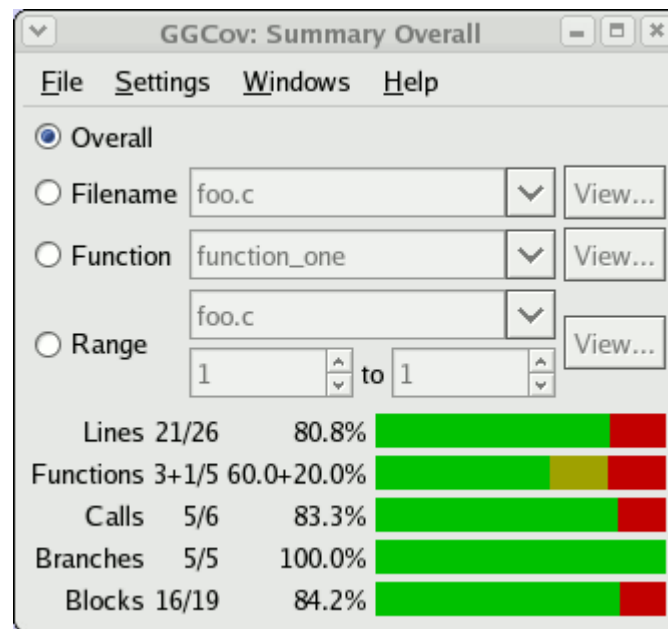 GGCov: Summary Overall
File Settings Windows Help
Overall
Filename foo.c View...
Function function_one View...
foo.c
Range View...
1 to 1
Lines 21/26 80.8%
Functions 3+1/5 60.0+20.0%
Calls 5/6 83.3%
Branches 5/5 100.0%
Blocks 16/19 84.2%